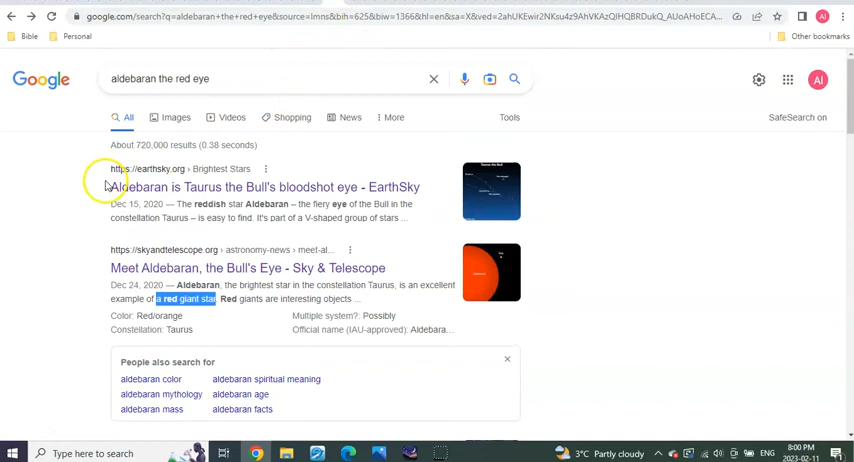 google.com/search?q=aldebaran+the+red+eye&source=lmns&bih=625&biw=1366&hl=en&sa=X&ved=2ahUKEwir2NKsu4z9AhVKAzQIHQBMDUkQ_AUoAHoECA...
AI
Bible
Personal
Other bookmarks
Google
aldebaran the red eye
AI
All
Images
Videos
Shopping
News
More
Tools
SafeSearch on
About 720,000 results (0.38 seconds)
https://earthsky.org › Brightest Stars
Aldebaran is Taurus the Bull's bloodshot eye - EarthSky
Dec 15, 2020 — The reddish star Aldebaran – the fiery eye of the Bull in the
constellation Taurus – is easy to find. It's part of a V-shaped group of stars ...
https://skyandtelescope.org › astronomy-news › meet-al...
Meet Aldebaran, the Bull's Eye - Sky & Telescope
Dec 24, 2020 — Aldebaran, the brightest star in the constellation Taurus, is an excellent
example of a red giant star. Red giants are interesting objects ...
Color: Red/orange
Multiple system?: Possibly
Constellation: Taurus
Official name (IAU-approved): Aldebara...
People also search for
aldebaran color
aldebaran spiritual meaning
aldebaran mythology
aldebaran age
aldebaran mass
aldebaran facts
Type here to search
3°C Partly cloudy
ENG
8:00 PM
2023-02-11